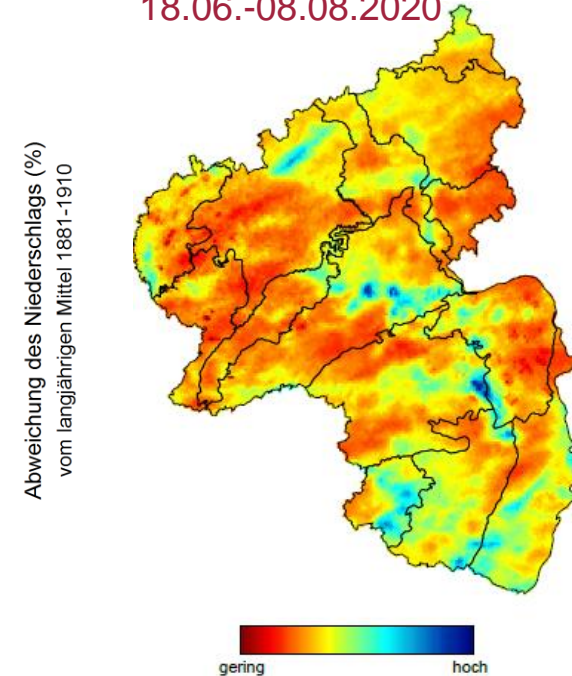 18.06.-08.08.2020
Abweichung des Niederschlags (%)
vom langjährigen Mittel 1881-1910
gering
hoch